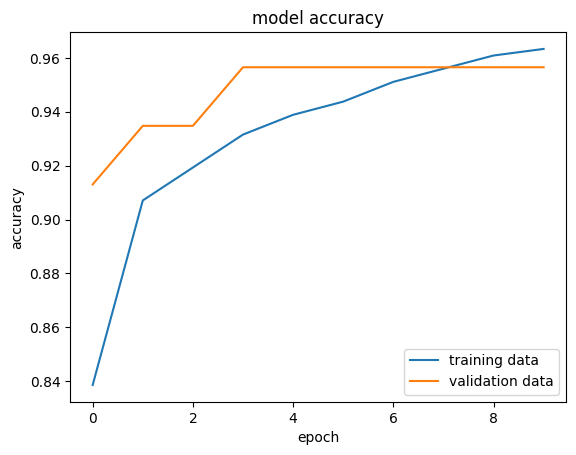 model accuracy
0.96
0.94
0.92
0.90
0.88
0.86
0.84
accuracy
training data
validation data
0 2 4 6 8
epoch